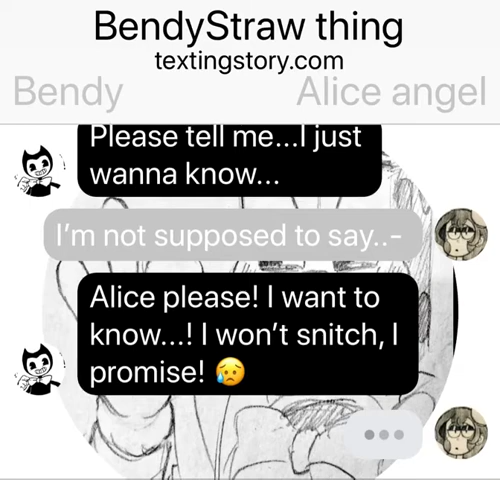 BendyStraw thing
textingstory.com
Bendy Alice angel
Please tell me...I just
wanna know...
I'm not supposed to say..-
Alice please! I want to
know...! I won't snitch, I
promise! 😥